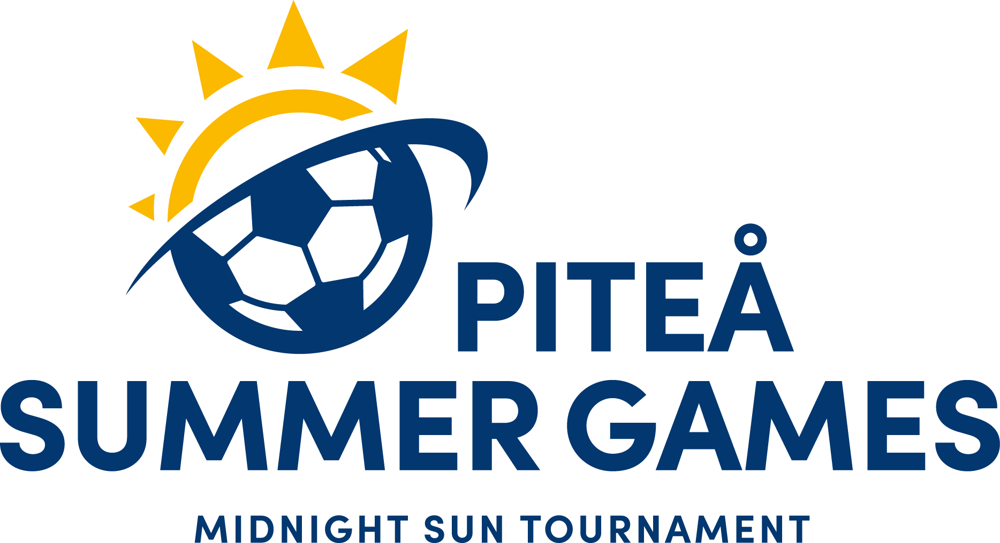 PITEÅ
SUMMER GAMES
MIDNIGHT SUN TOURNAMENT